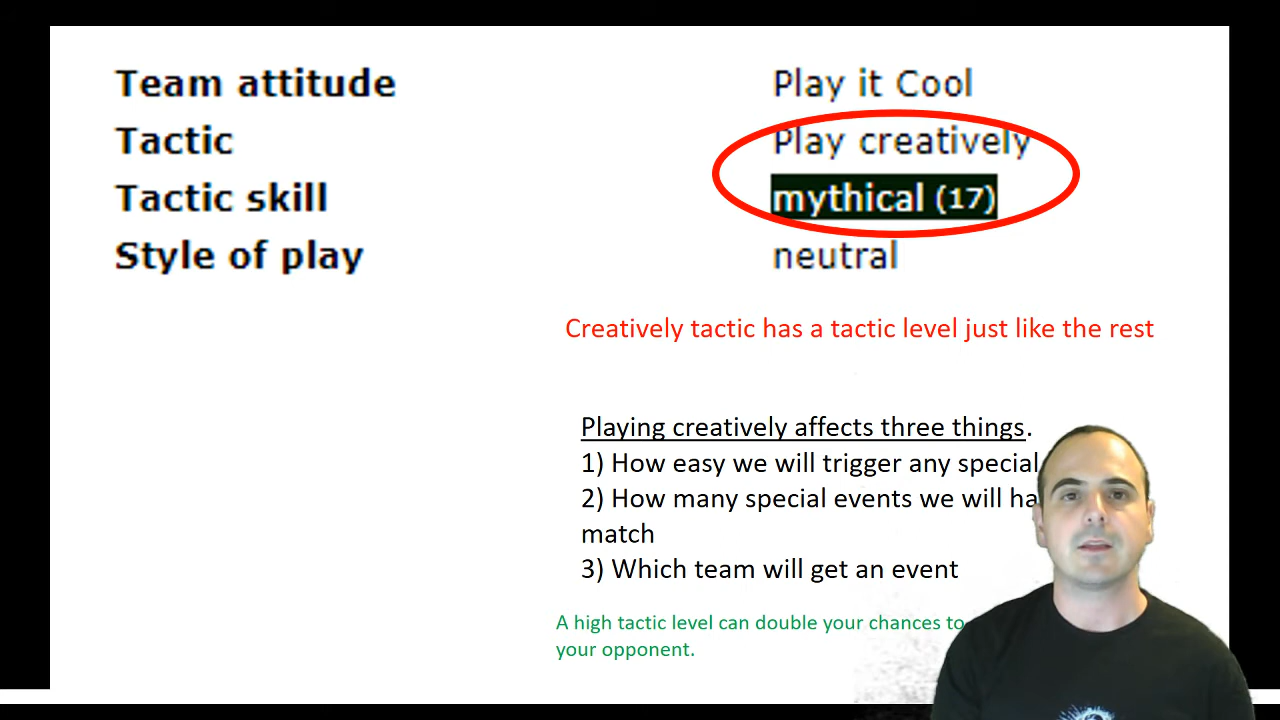 Team attitude Play it Cool
Tactic Play creatively
Tactic skill mythical (17)
Style of play neutral
Creatively tactic has a tactic level just like the rest
Playing creatively affects three things.
1) How easy we will trigger any special
2) How many special events we will
match
3) Which team will get an event
A high tactic level can double your chances to
your opponent.